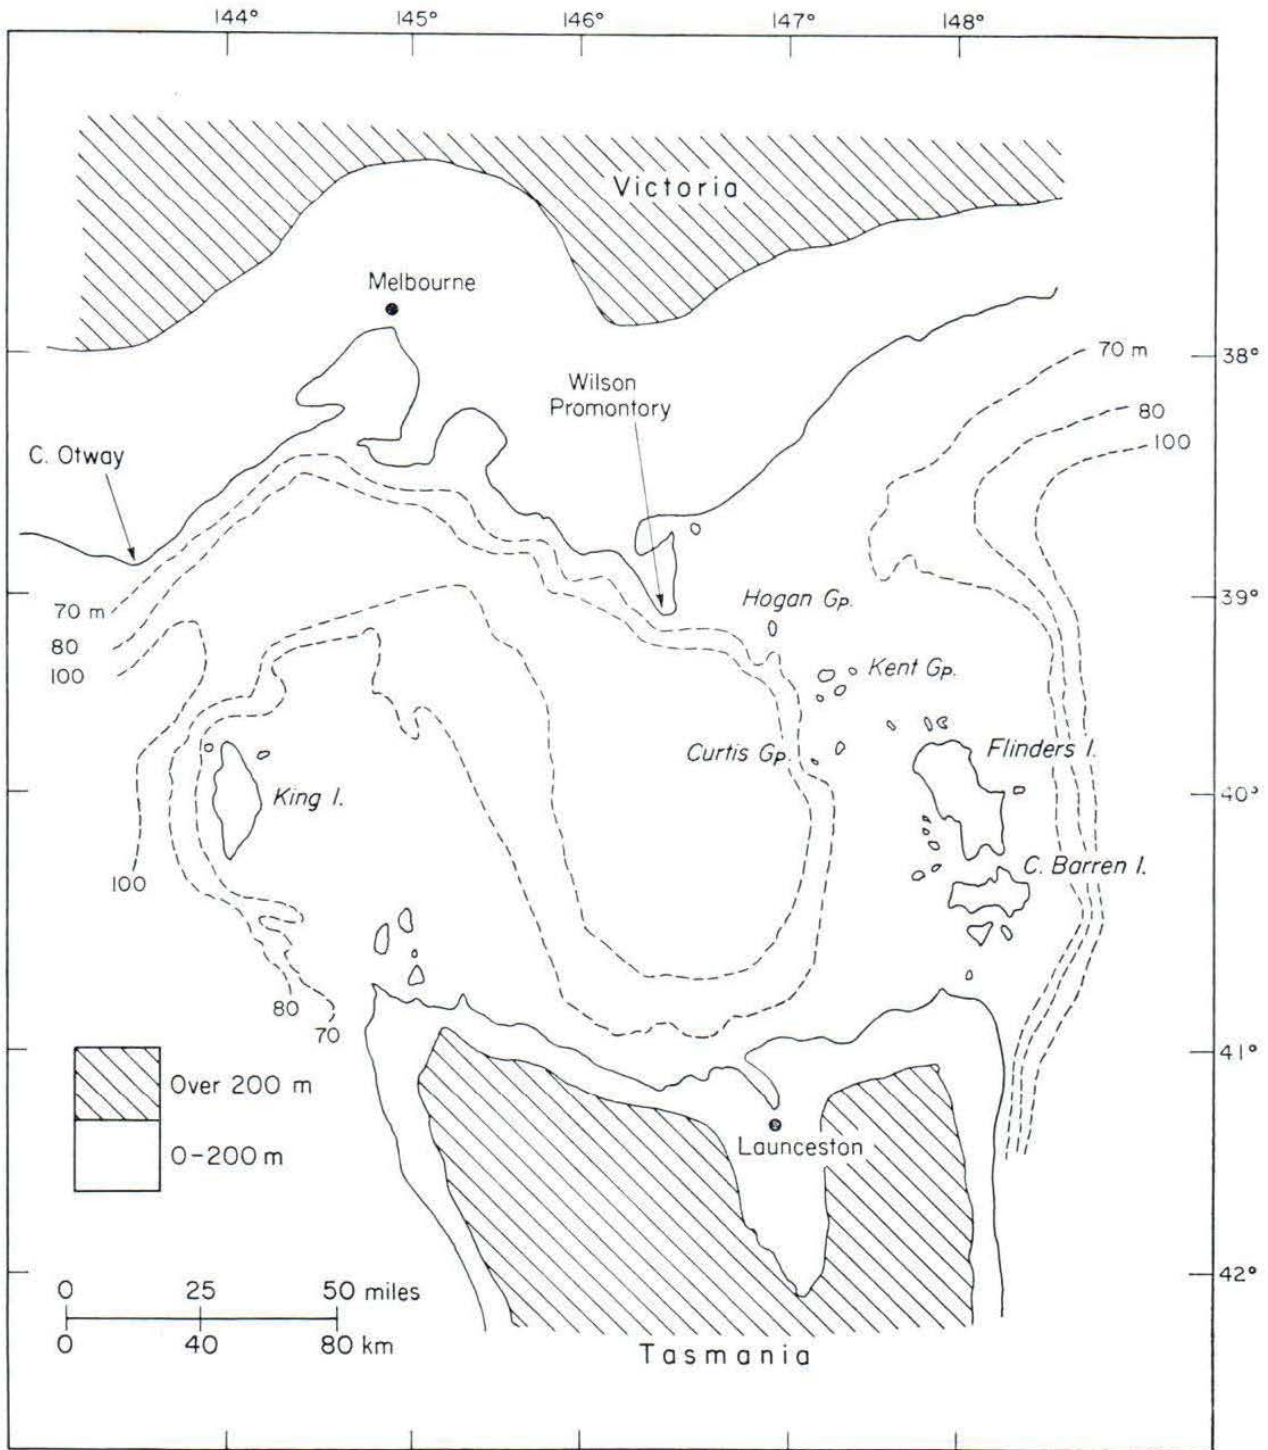 144° 145° 146° 147° 148°
Victoria
Melbourne
38°
70 m
Wilson
Promontory
80
100
C. Otway
39°
Hogan Gp.
70 m
80
100
Kent Gp.
Curtis Gp.
Flinders I.
King I.
40°
C. Barren I.
100
80
70
41°
Over 200 m
Launceston
0-200 m
42°
0 25 50 miles
0 40 80 km
Tasmania